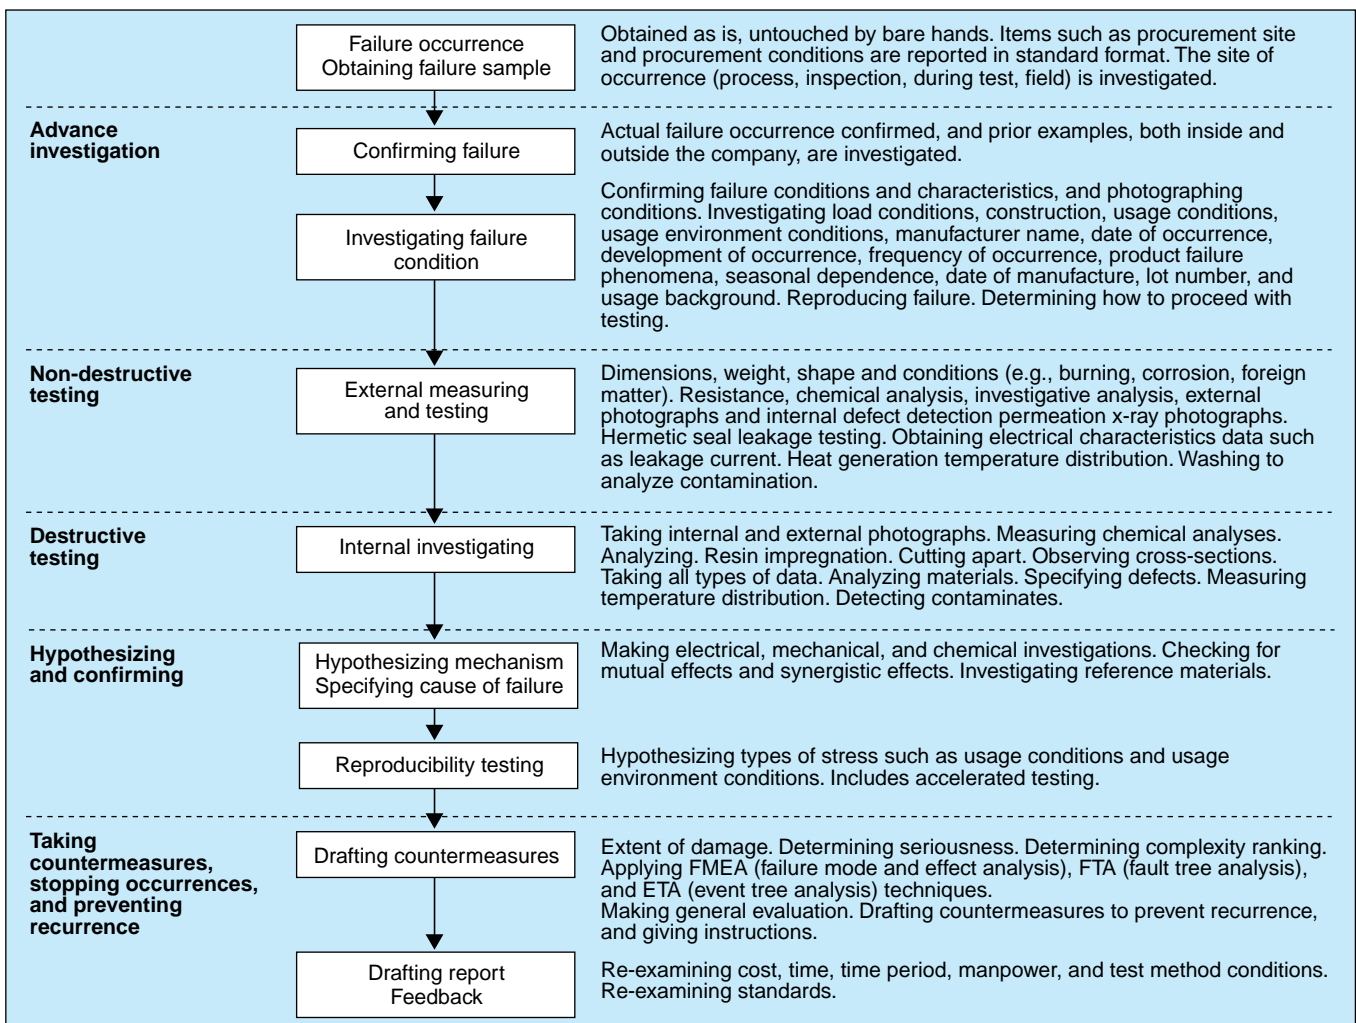 Failure occurrence
Obtaining failure sample
Obtained as is, untouched by bare hands. Items such as procurement site
and procurement conditions are reported in standard format. The site of
occurrence (process, inspection, during test, field) is investigated.
Advance
investigation
Confirming failure
Actual failure occurrence confirmed, and prior examples, both inside and
outside the company, are investigated.
Investigating failure
condition
Confirming failure conditions and characteristics, and photographing
conditions. Investigating load conditions, construction, usage conditions,
usage environment conditions, manufacturer name, date of occurrence,
development of occurrence, frequency of occurrence, product failure
phenomena, seasonal dependence, date of manufacture, lot number, and
usage background. Reproducing failure. Determining how to proceed with
testing.
Non-destructive
testing
External measuring
and testing
Dimensions, weight, shape and conditions (e.g., burning, corrosion, foreign
matter). Resistance, chemical analysis, investigative analysis, external
photographs and internal defect detection permeation x-ray photographs.
Hermetic seal leakage testing. Obtaining electrical characteristics data such
as leakage current. Heat generation temperature distribution. Washing to
analyze contamination.
Destructive
testing
Internal investigating
Taking internal and external photographs. Measuring chemical analyses.
Analyzing. Resin impregnation. Cutting apart. Observing cross-sections.
Taking all types of data. Analyzing materials. Specifying defects. Measuring
temperature distribution. Detecting contaminates.
Hypothesizing
and confirming
Hypothesizing mechanism
Specifying cause of failure
Making electrical, mechanical, and chemical investigations. Checking for
mutual effects and synergistic effects. Investigating reference materials.
Reproducibility testing
Hypothesizing types of stress such as usage conditions and usage
environment conditions. Includes accelerated testing.
Taking
countermeasures,
stopping occurrences,
and preventing
recurrence
Drafting countermeasures
Extent of damage. Determining seriousness. Determining complexity ranking.
Applying FMEA (failure mode and effect analysis), FTA (fault tree analysis),
and ETA (event tree analysis) techniques.
Making general evaluation. Drafting countermeasures to prevent recurrence,
and giving instructions.
Drafting report
Feedback
Re-examining cost, time, time period, manpower, and test method conditions.
Re-examining standards.